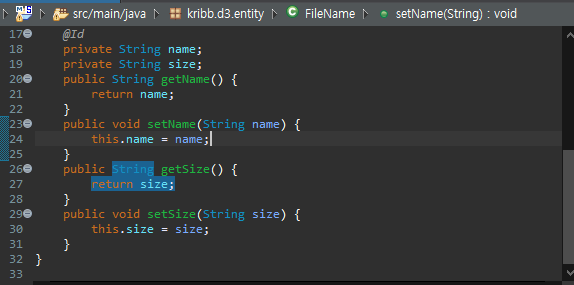 src/main/java kribb.d3.entity FileName setName(String) : void
17 @Id
18 private String name;
19 private String size;
20 public String getName() {
21 return name;
22 }
23 public void setName(String name) {
24 this.name = name;
25 }
26 public String getSize() {
27 return size;
28 }
29 public void setSize(String size) {
30 this.size = size;
31 }
32 }
33